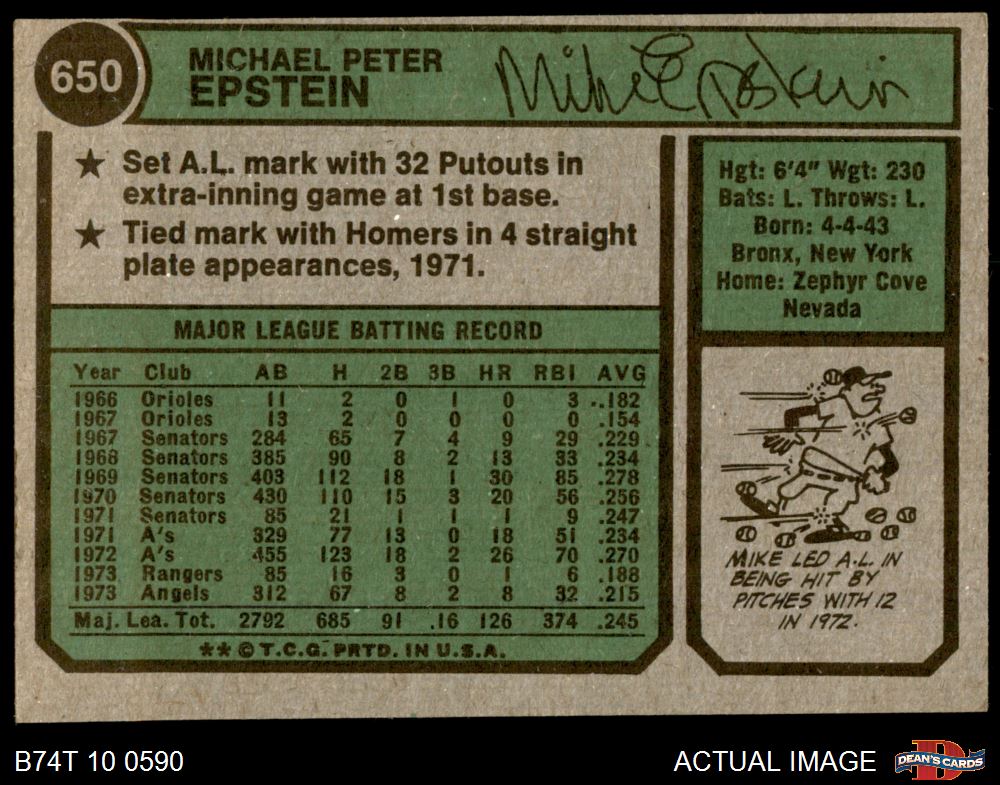 650
MICHAEL PETER
EPSTEIN
Mike Epstein
★ Set A.L. mark with 32 Putouts in
extra-inning game at 1st base.
★ Tied mark with Homers in 4 straight
plate appearances, 1971.
Hgt: 6'4" Wgt: 230
Bats: L. Throws: L.
Born: 4-4-43
Bronx, New York
Home: Zephyr Cove
Nevada
MAJOR LEAGUE BATTING RECORD
Year Club AB H 2B 3B HR RBI AVG
1966 Orioles 11 2 0 1 0 3 .182
1967 Orioles 13 2 0 0 0 0 .154
1967 Senators 284 65 7 4 9 29 .229
1968 Senators 385 90 8 2 13 33 .234
1969 Senators 403 112 18 1 30 85 .278
1970 Senators 430 110 15 3 20 56 .256
1971 Senators 85 21 1 1 1 9 .247
1971 A's 329 77 13 0 18 51 .234
1972 A's 455 123 18 2 26 70 .270
1973 Rangers 85 16 3 0 1 6 .188
1973 Angels 312 67 8 2 8 32 .215
Maj. Lea. Tot. 2792 685 91 16 126 374 .245
** © T.C.G. PRTD. IN U.S.A.
MIKE LED A.L. IN
BEING HIT BY
PITCHES WITH 12
IN 1972.
B74T 10 0590
ACTUAL IMAGE
DEAN'S CARDS